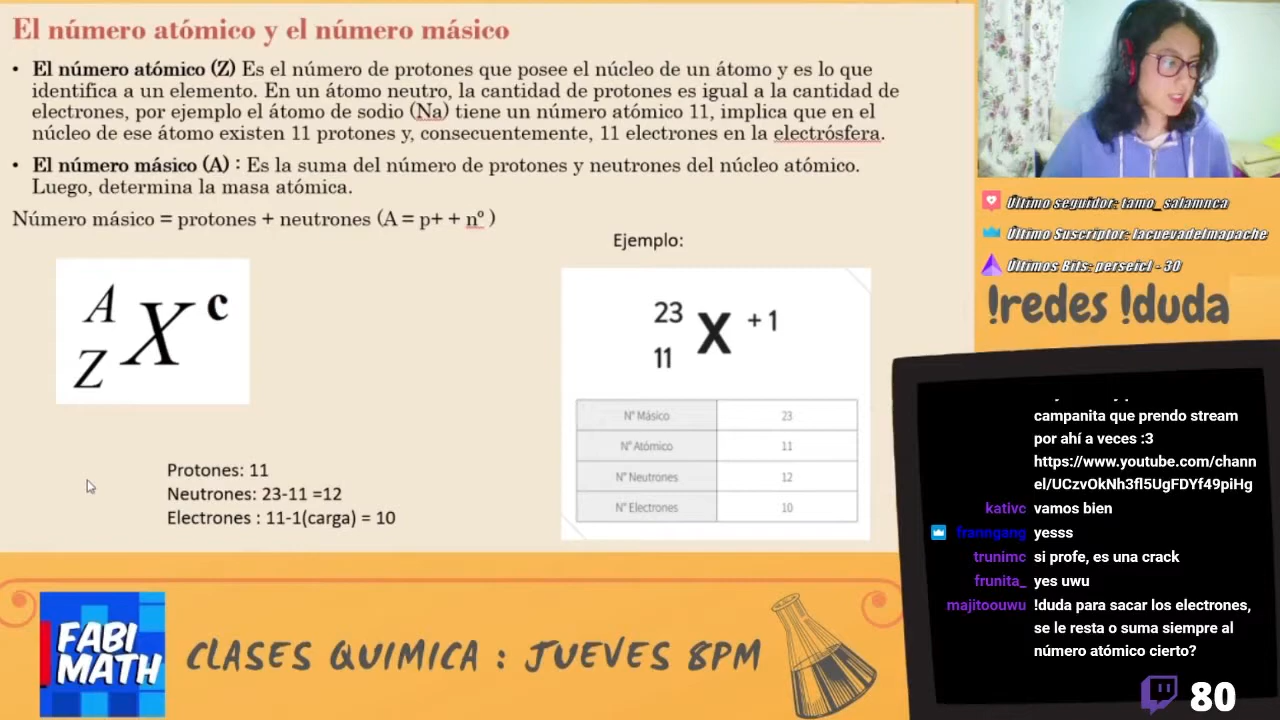 El número atómico y el número másico
• El número atómico (Z) Es el número de protones que posee el núcleo de un átomo y es lo que
identifica a un elemento. En un átomo neutro, la cantidad de protones es igual a la cantidad de
electrones, por ejemplo el átomo de sodio (Na) tiene un número atómico 11, implica que en el
núcleo de ese átomo existen 11 protones y, consecuentemente, 11 electrones en la electrósfera.
• El número másico (A) : Es la suma del número de protones y neutrones del núcleo atómico.
Luego, determina la masa atómica.
Número másico = protones + neutrones (A = p+ + nº )
A
Z
X
c
Ejemplo:
23
11
X
+1
N° Másico 23
N° Atómico 11
N° Neutrones 12
N° Electrones 10
Protones: 11
Neutrones: 23-11 =12
Electrones : 11-1(carga) = 10
FABI
MATH
CLASES QUIMICA : JUEVES 8PM
Último seguidor: tamo_salamnca
Último Suscriptor: lacuevadelmapache
Últimos Bits: perseicl - 30
!redes !duda
campanita que prendo stream
por ahí a veces :3
https://www.youtube.com/chann
el/UCzvOkNh3fl5UgFDYf49piHg
kativc vamos bien
franngang yesss
trunimc si profe, es una crack
frunita_ yes uwu
majitoouwu !duda para sacar los electrones,
se le resta o suma siempre al
número atómico cierto?
80